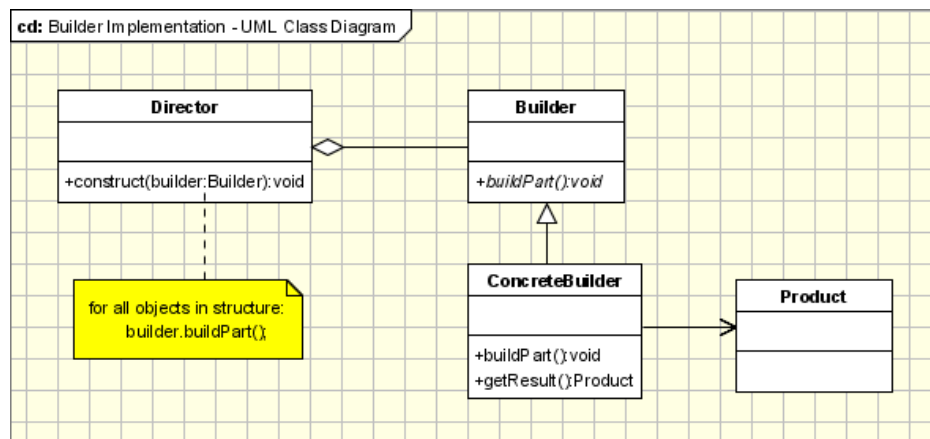 cd: Builder Implementation - UML Class Diagram
Director
+construct(builder:Builder):void
for all objects in structure:
builder.buildPart();
Builder
+buildPart():void
ConcreteBuilder
+buildPart():void
+getResult():Product
Product